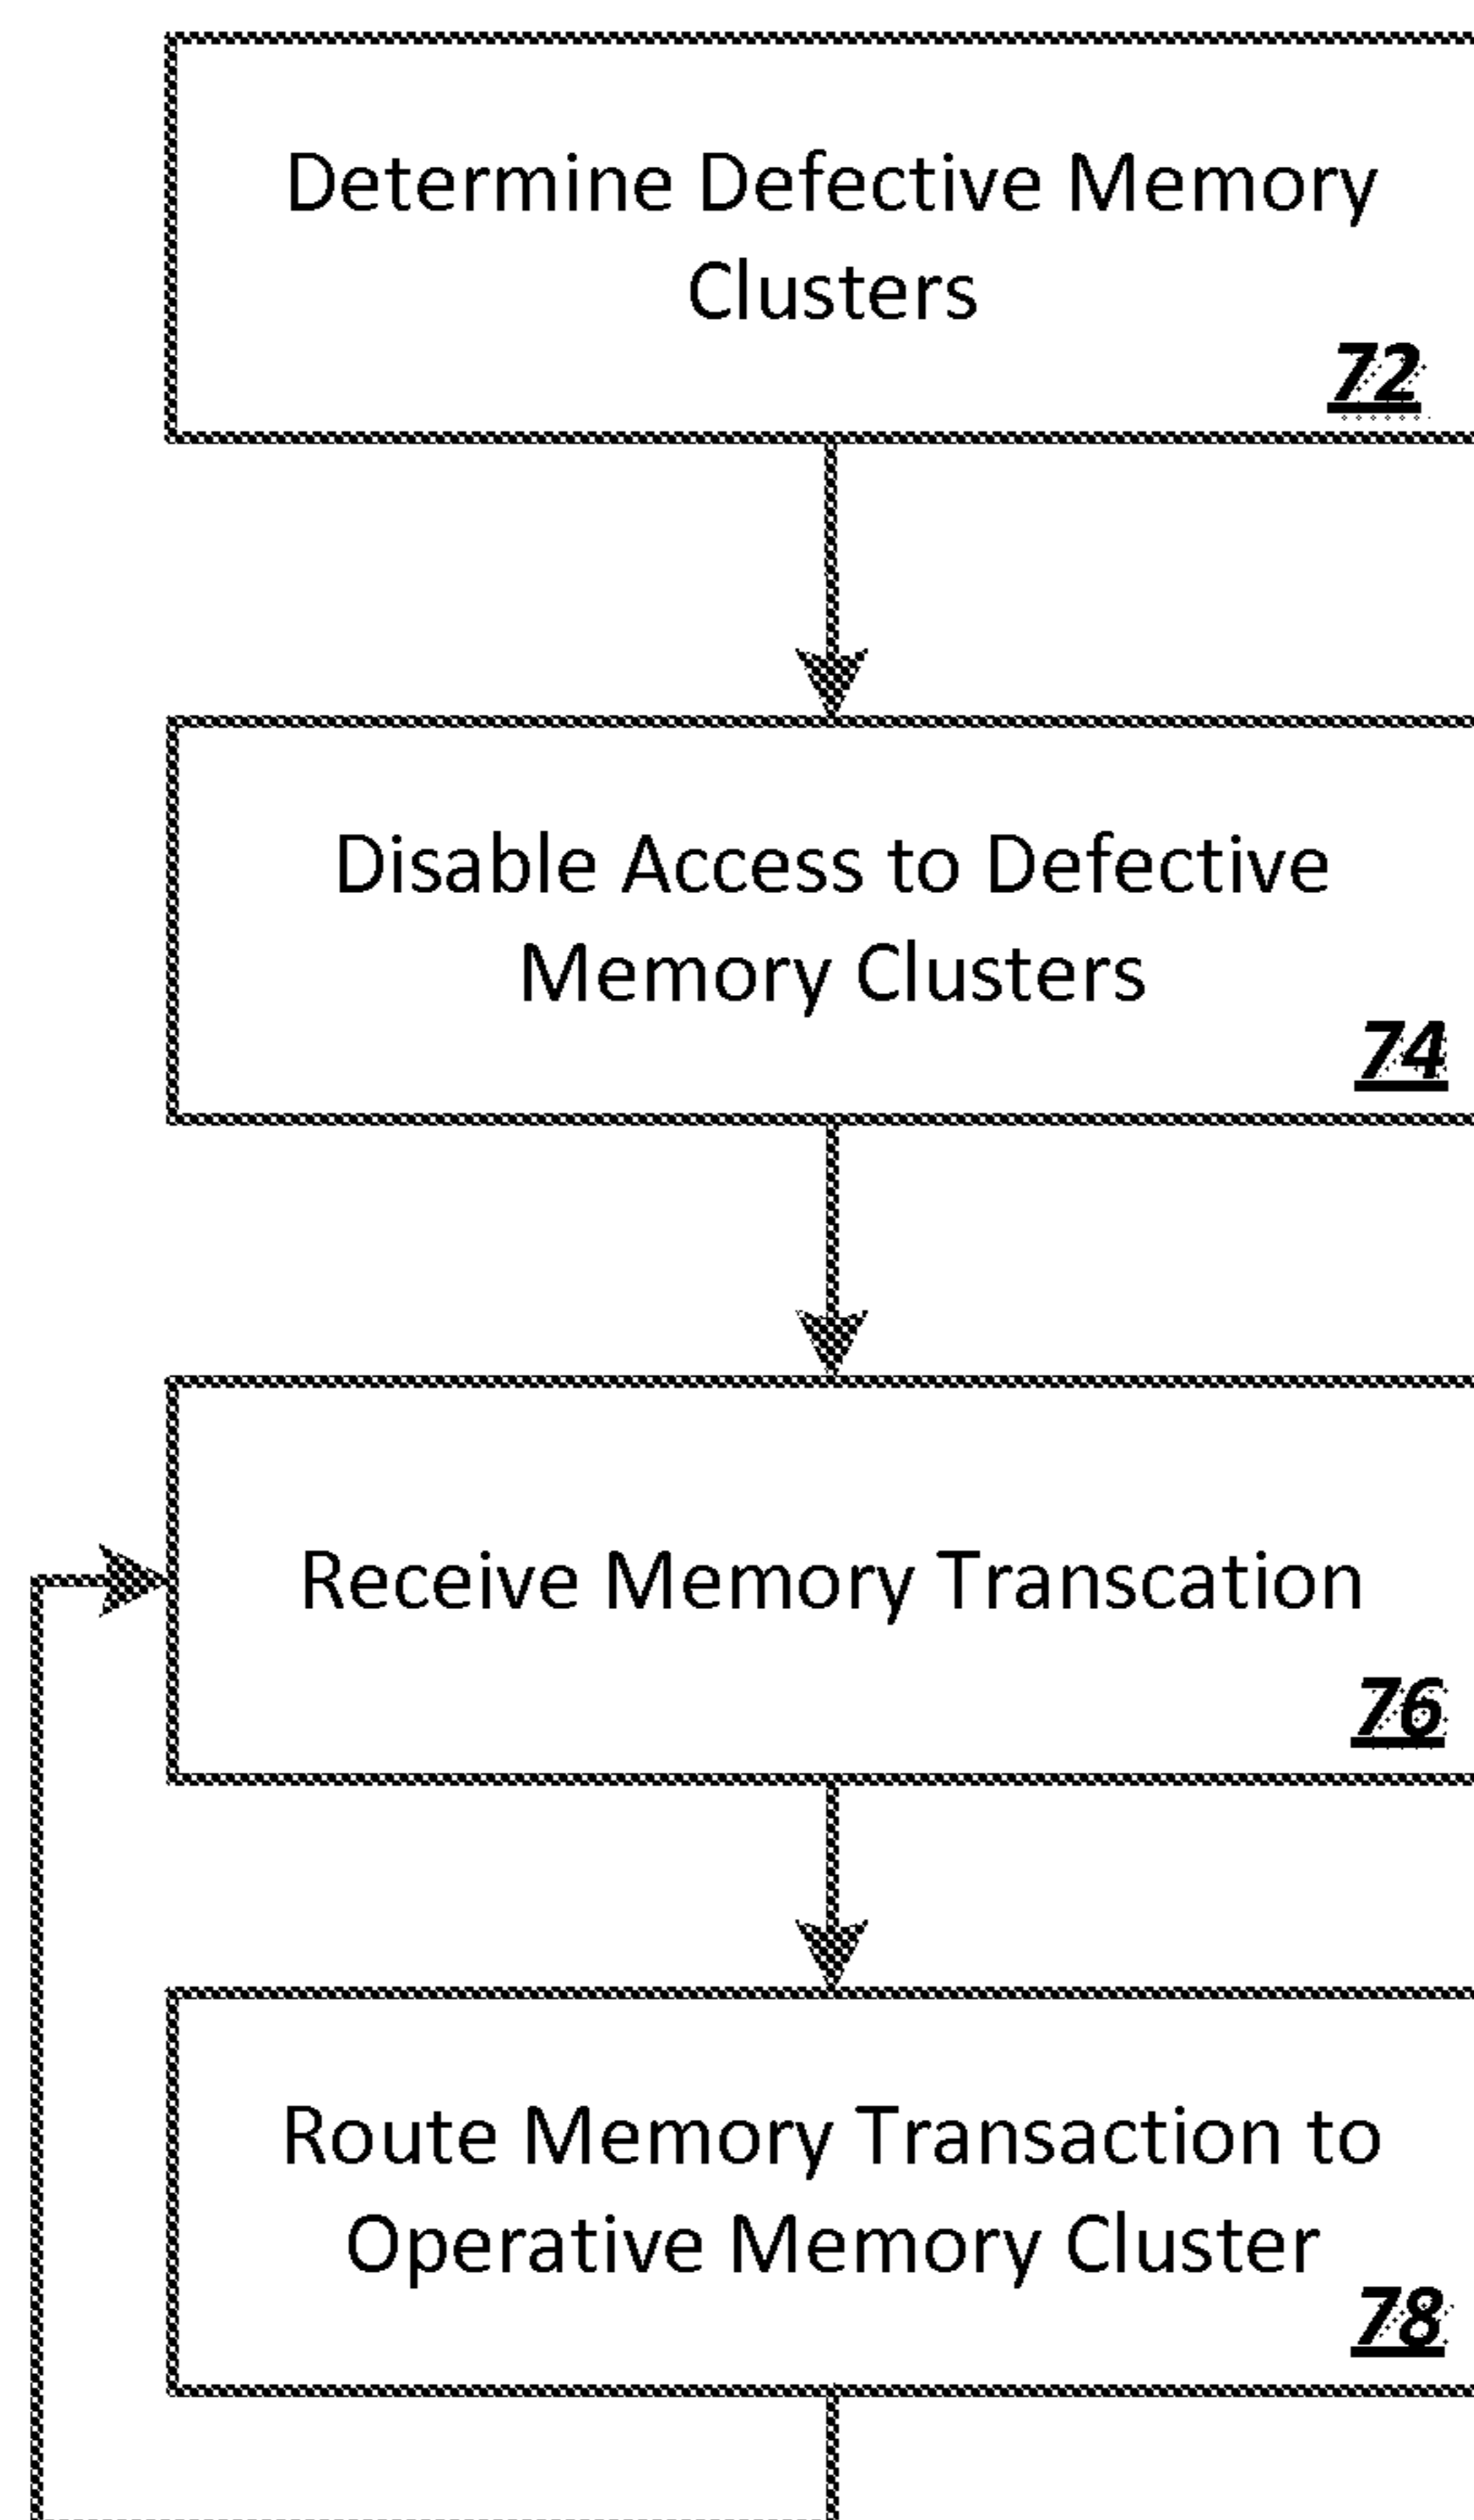 Determine Defective Memory
Clusters
72
Disable Access to Defective
Memory Clusters
74
Receive Memory Transcation
76
Route Memory Transaction to
Operative Memory Cluster
78